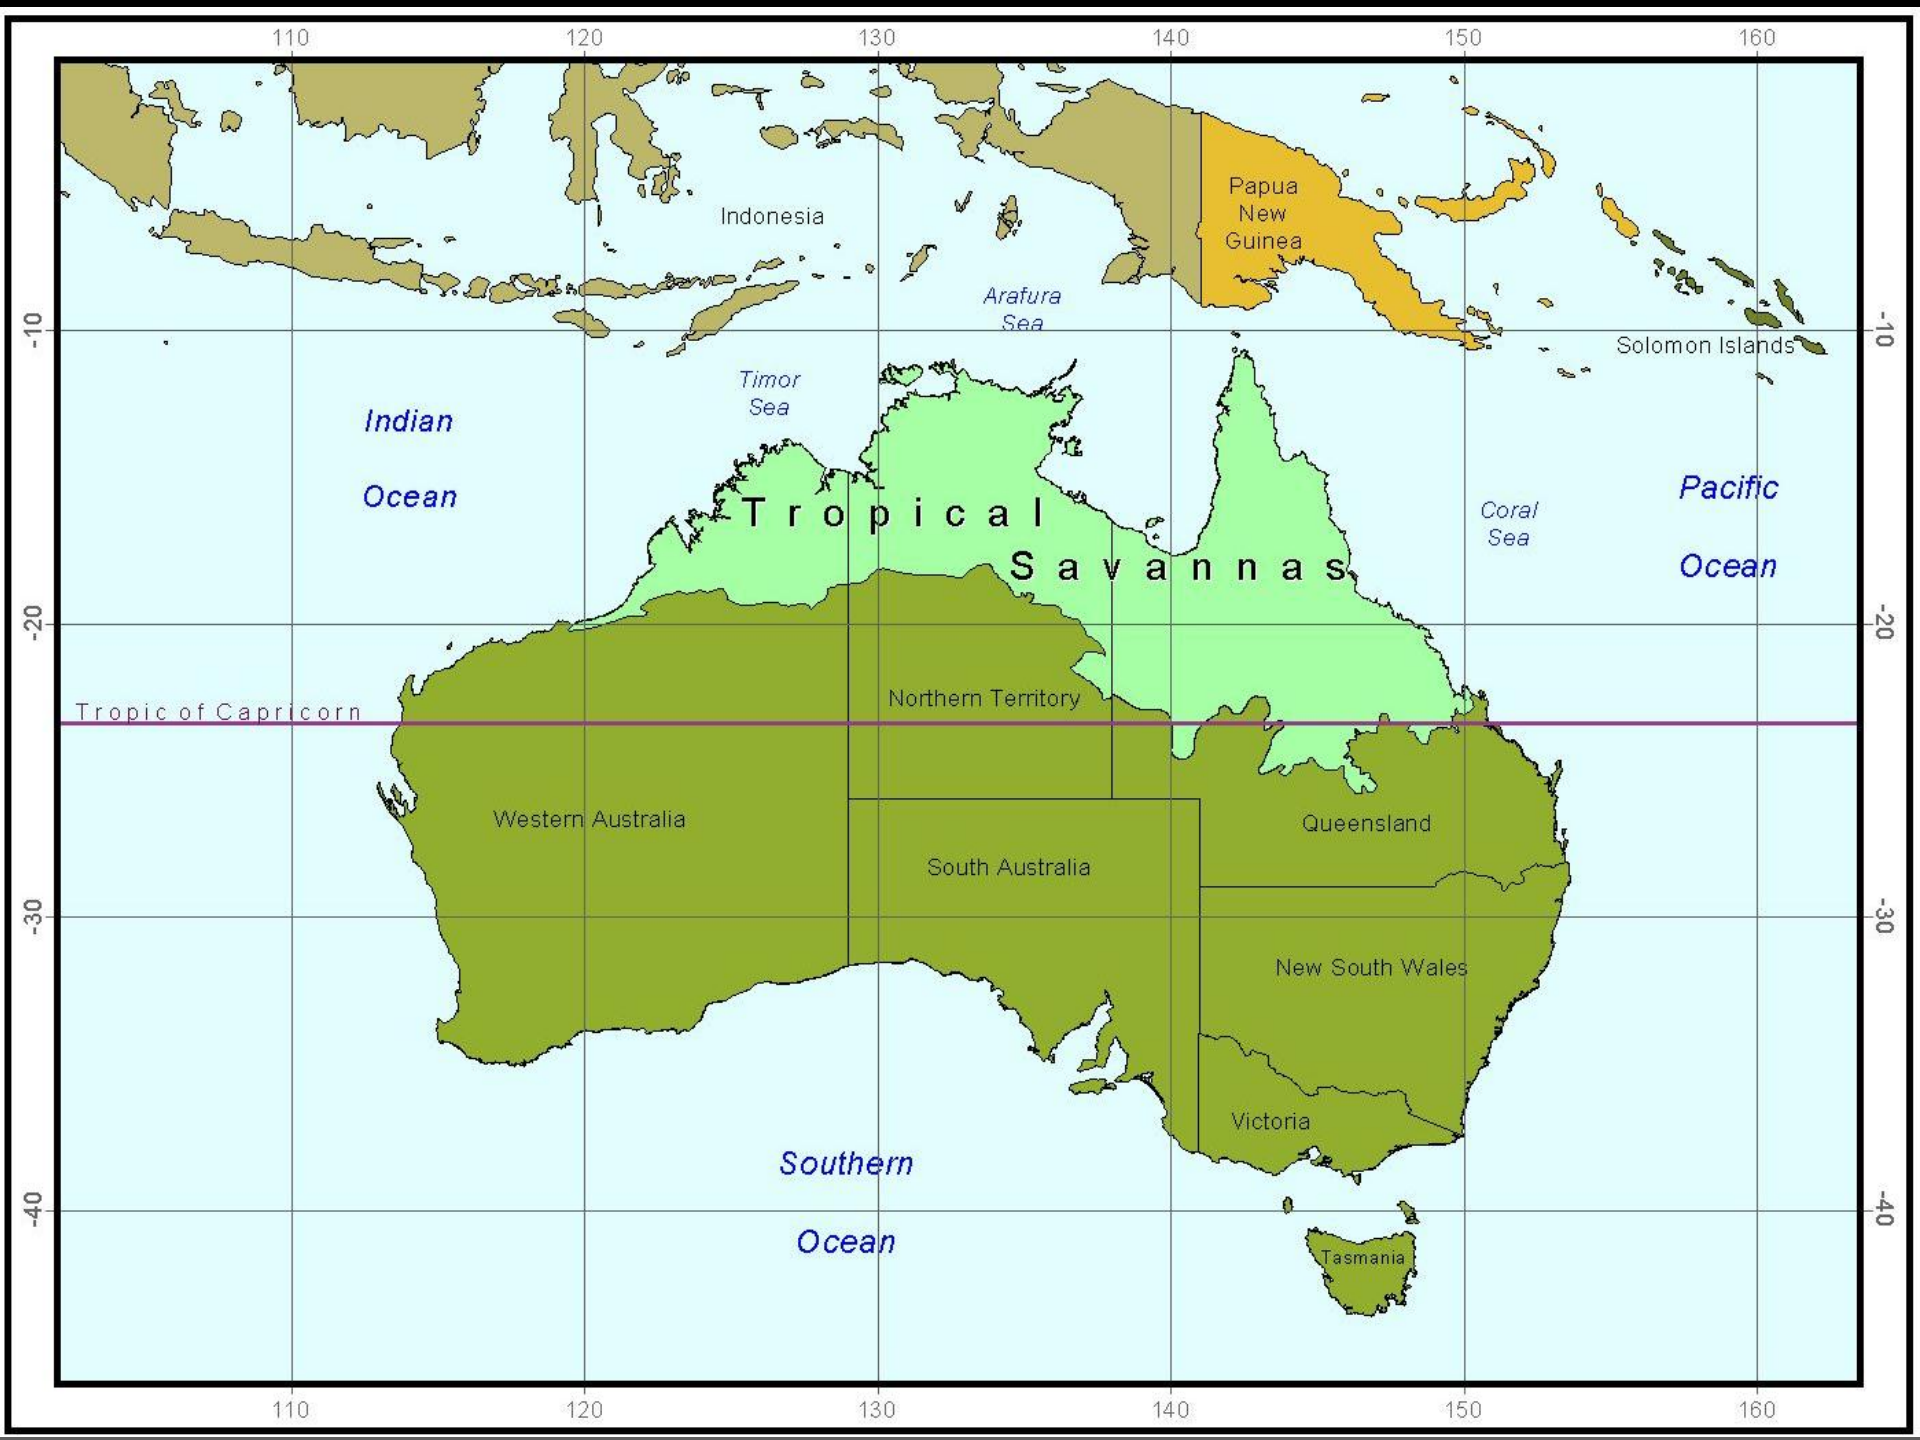 110 120 130 140 150 160
Papua
New
Guinea
Indonesia
Arafura
Sea
-10 -10
Solomon Islands
Timor
Sea
Indian
Ocean
Pacific
Ocean
Coral
Sea
Tropical
Savannas
-20 -20
Northern Territory
Tropic of Capricorn
Western Australia
Queensland
South Australia
-30 -30
New South Wales
Victoria
Southern
Ocean
-40 -40
Tasmania
110 120 130 140 150 160